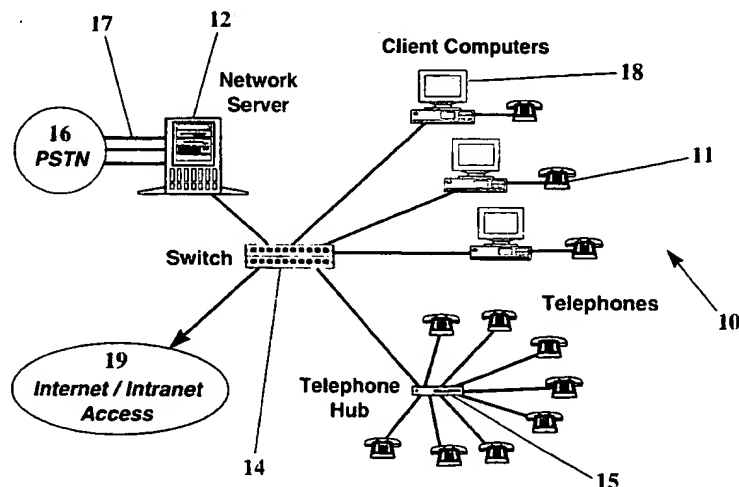 17
12
Client Computers
18
Network
Server
16
PSTN
11
Switch
Telephones
10
19
Internet / Intranet
Access
Telephone
Hub
14
15